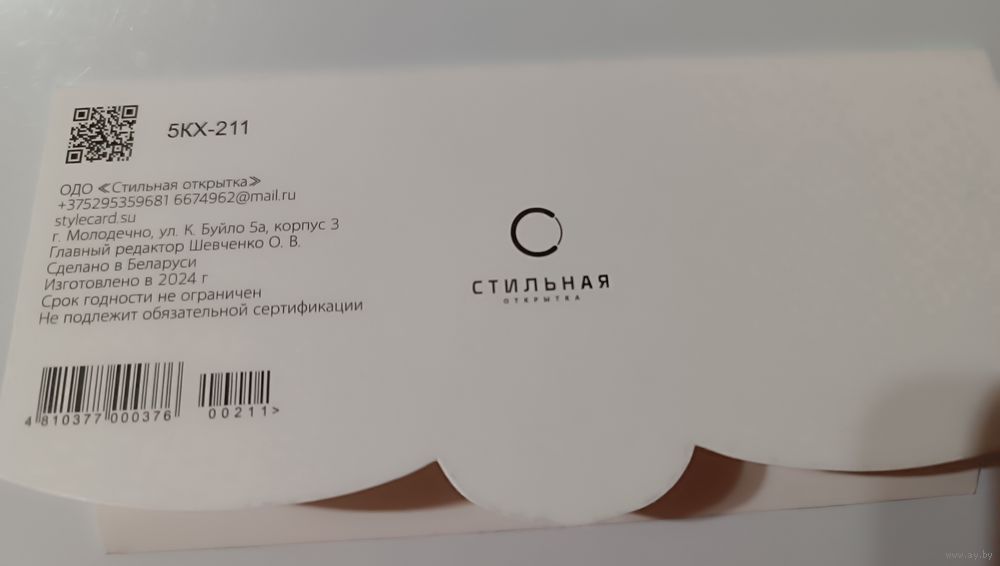 5КХ-211
ОДО ≪Стильная открытка≫
+375295359681 6674962@mail.ru
stylecard.su
г. Молодечно, ул. К. Буйло 5а, корпус 3
Главный редактор Шевченко О. В.
Сделано в Беларуси
Изготовлено в 2024 г
Срок годности не ограничен
Не подлежит обязательной сертификации
4 810377 000376
00211>
СТИЛЬНАЯ
ОТКРЫТКА
www.ay.by